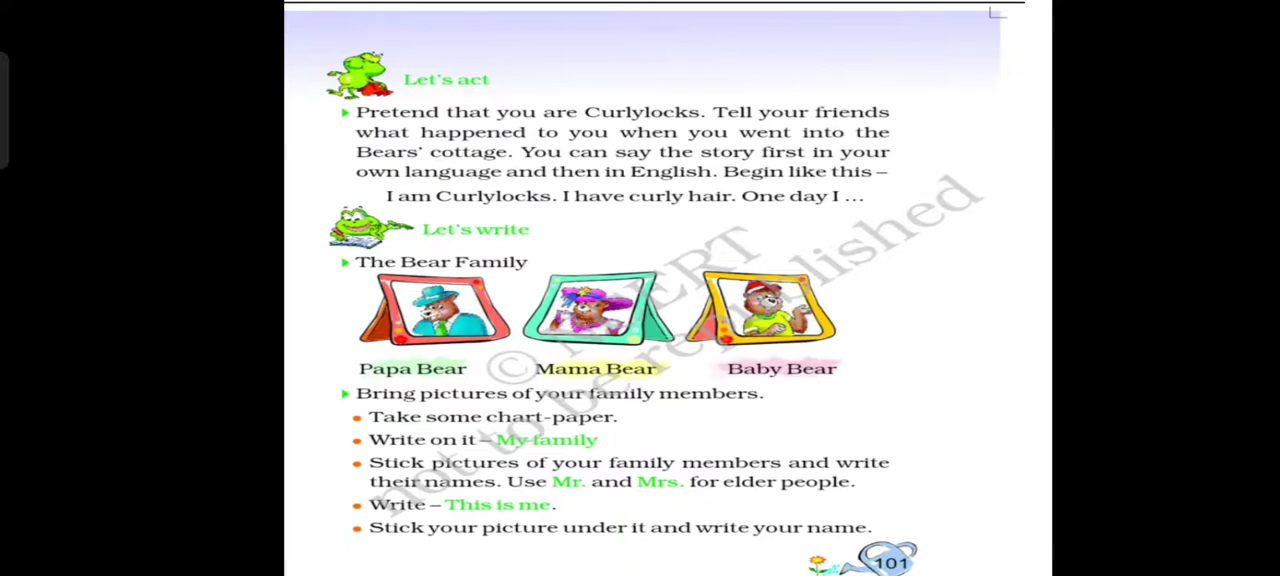 Let's act
Pretend that you are Curlylocks. Tell your friends
what happened to you when you went into the
Bears' cottage. You can say the story first in your
own language and then in English. Begin like this –
I am Curlylocks. I have curly hair. One day I ...
Let's write
The Bear Family
Papa Bear Mama Bear Baby Bear
Bring pictures of your family members.
Take some chart-paper.
Write on it – My family
Stick pictures of your family members and write
their names. Use Mr. and Mrs. for elder people.
Write – This is me.
Stick your picture under it and write your name.
101
© NCERT
not to be republished